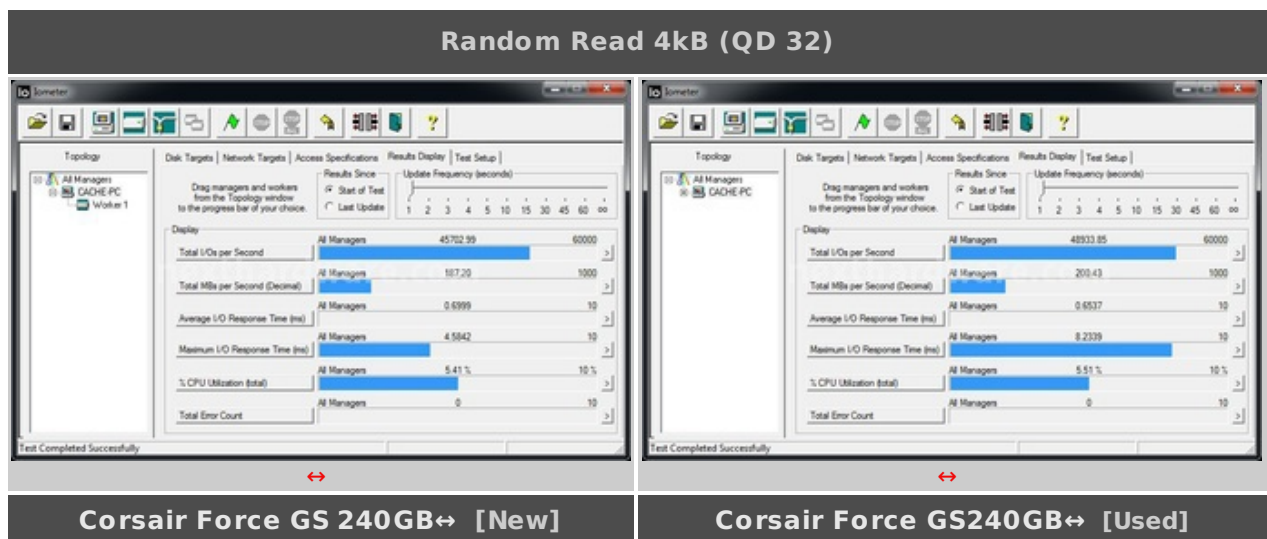 Random Read 4kB (QD 32)
Iometer
Topology
All Managers
CACHE-PC
Worker 1
Disk Targets | Network Targets | Access Specifications | Results Display | Test Setup
Drag managers and workers
from the Topology window
to the progress bar of your choice.
Results Since
Start of Test
Last Update
Update Frequency (seconds)
1 2 3 4 5 10 15 30 45 60 ∞
Display
All Managers 45702.99 60000
Total I/Os per Second
All Managers 187.20 1000
Total MBs per Second (Decimal)
All Managers 0.6999 10
Average I/O Response Time (ms)
All Managers 4.5842 10
Maximum I/O Response Time (ms)
All Managers 5.41 % 10 %
% CPU Utilization (total)
All Managers 0 10
Total Error Count
Test Completed Successfully
Iometer
Topology
All Managers
CACHE-PC
Disk Targets | Network Targets | Access Specifications | Results Display | Test Setup
Drag managers and workers
from the Topology window
to the progress bar of your choice.
Results Since
Start of Test
Last Update
Update Frequency (seconds)
1 2 3 4 5 10 15 30 45 60 ∞
Display
All Managers 48933.85 60000
Total I/Os per Second
All Managers 200.43 1000
Total MBs per Second (Decimal)
All Managers 0.6537 10
Average I/O Response Time (ms)
All Managers 8.2339 10
Maximum I/O Response Time (ms)
All Managers 5.51 % 10 %
% CPU Utilization (total)
All Managers 0 10
Total Error Count
Test Completed Successfully
↔
↔
Corsair Force GS 240GB↔ [New]
Corsair Force GS240GB↔ [Used]